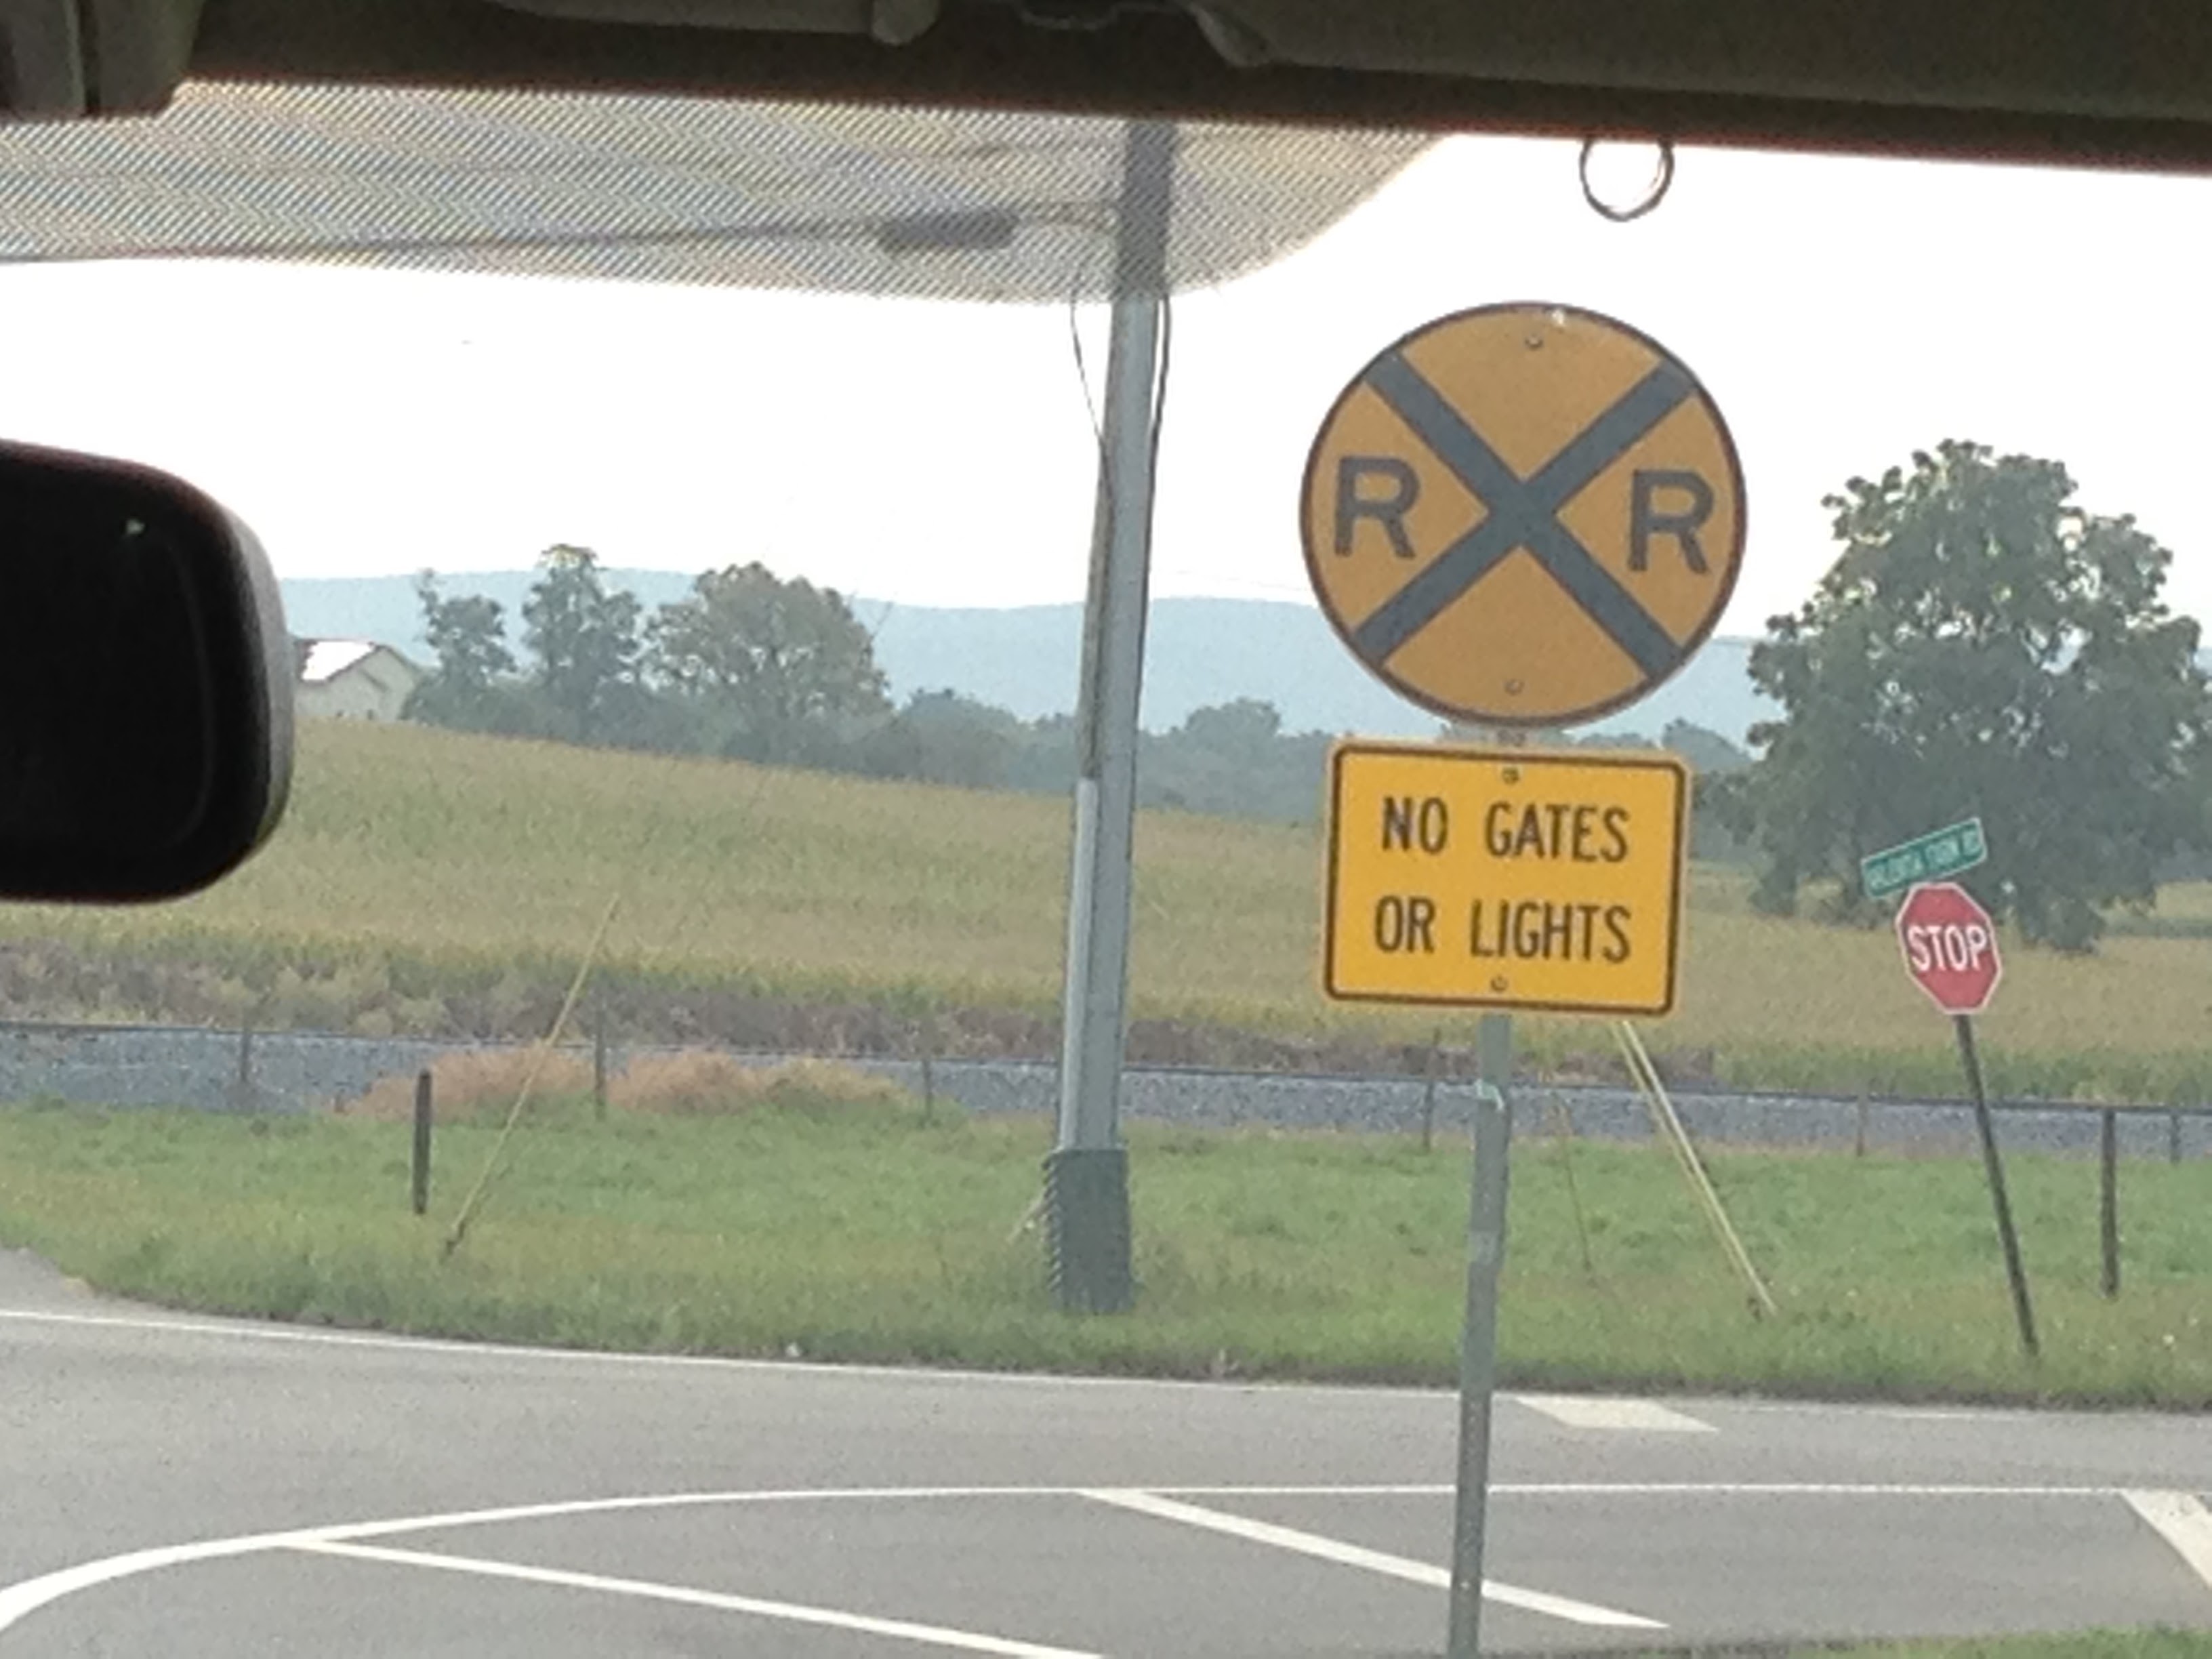 R R
NO GATES
OR LIGHTS
STOP